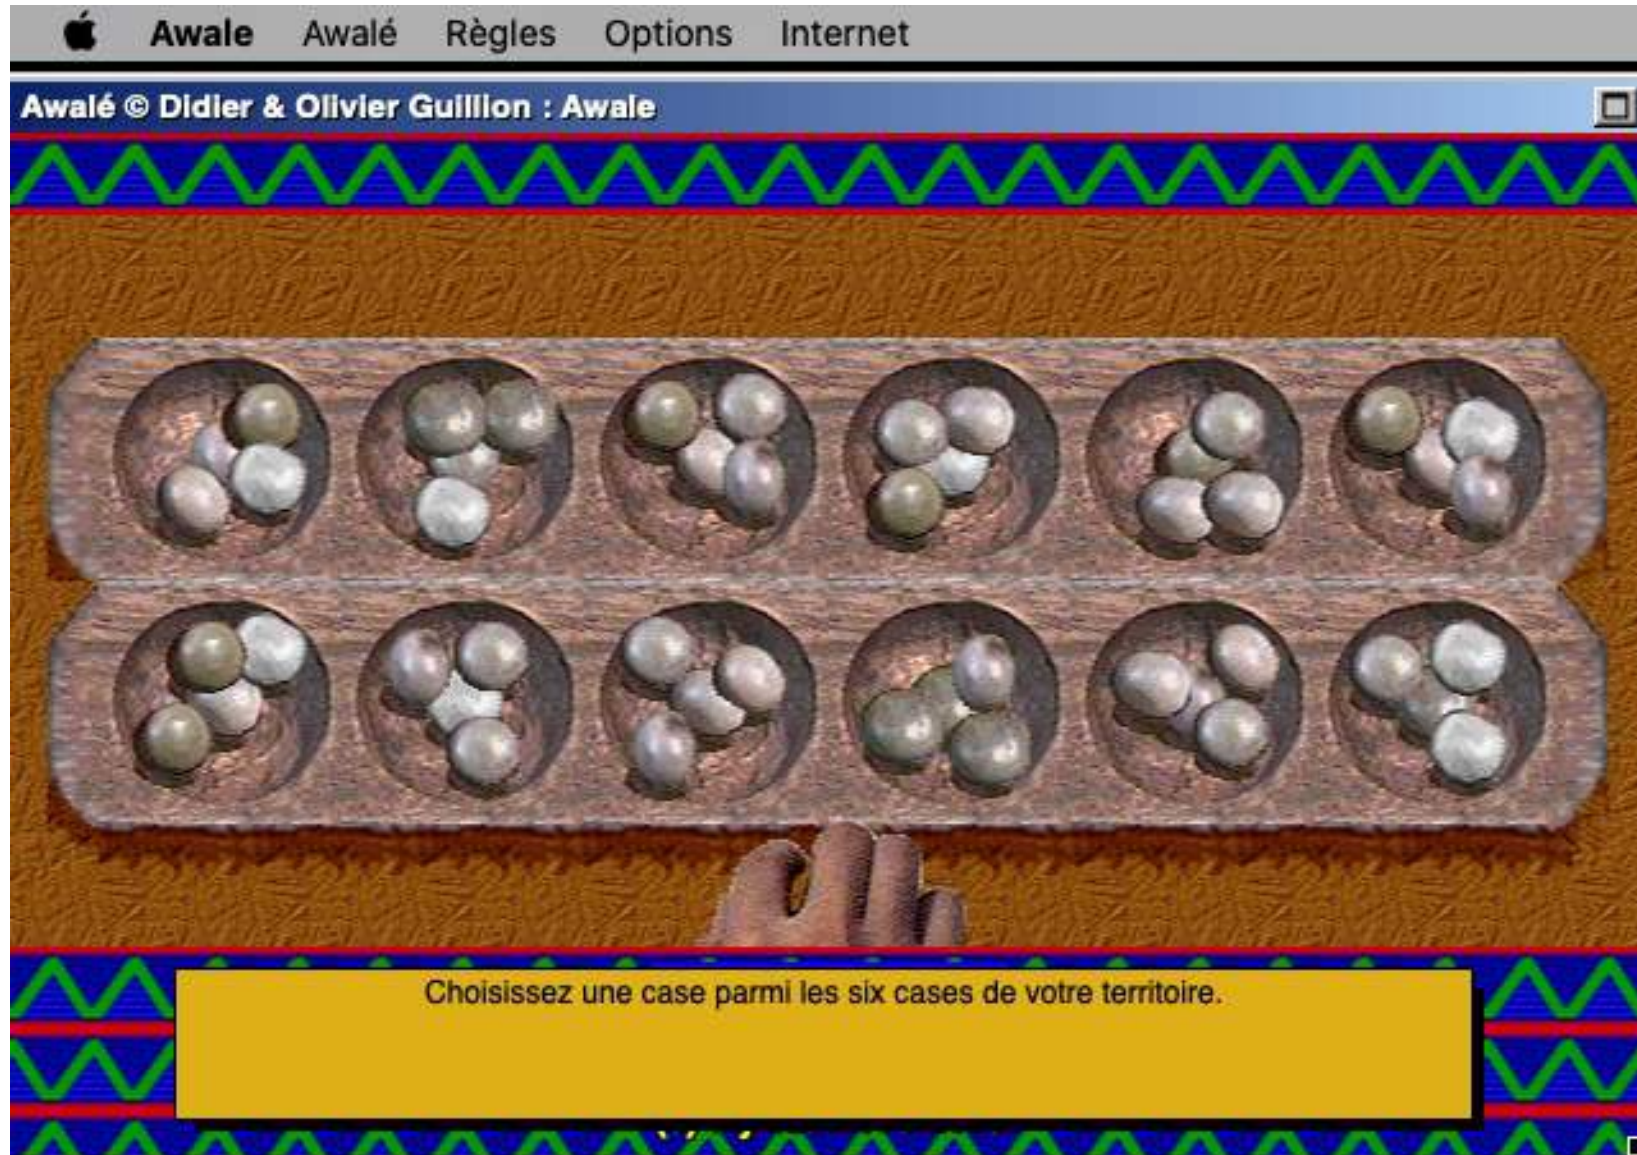 Awale Awalé Règles Options Internet
Awalé © Didier & Olivier Guillion : Awale
Choisissez une case parmi les six cases de votre territoire.